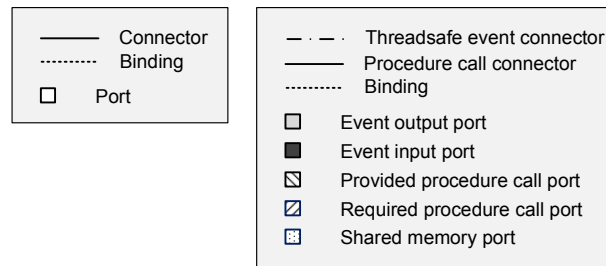 Connector
Binding
Port
Threadsafe event connector
Procedure call connector
Binding
Event output port
Event input port
Provided procedure call port
Required procedure call port
Shared memory port